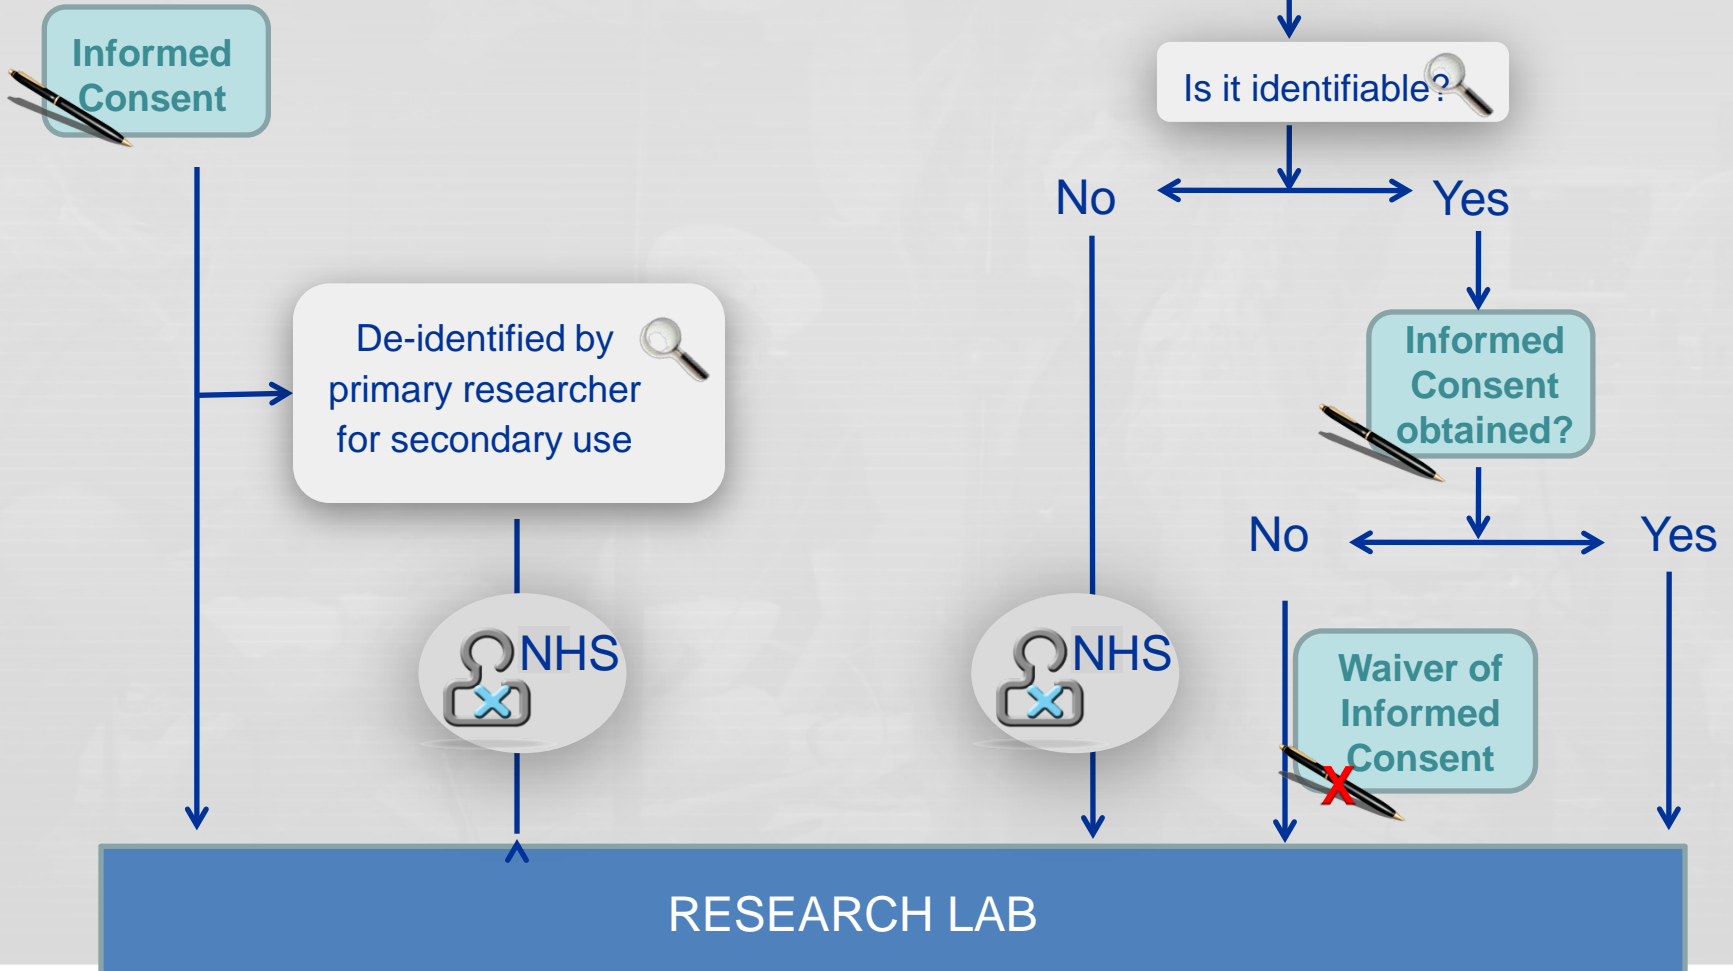 Informed
Consent
De-identified by
primary researcher
for secondary use
NHS
Is it identifiable?
No
Yes
Informed
Consent
obtained?
No
Yes
NHS
Waiver of
Informed
Consent
X
RESEARCH LAB